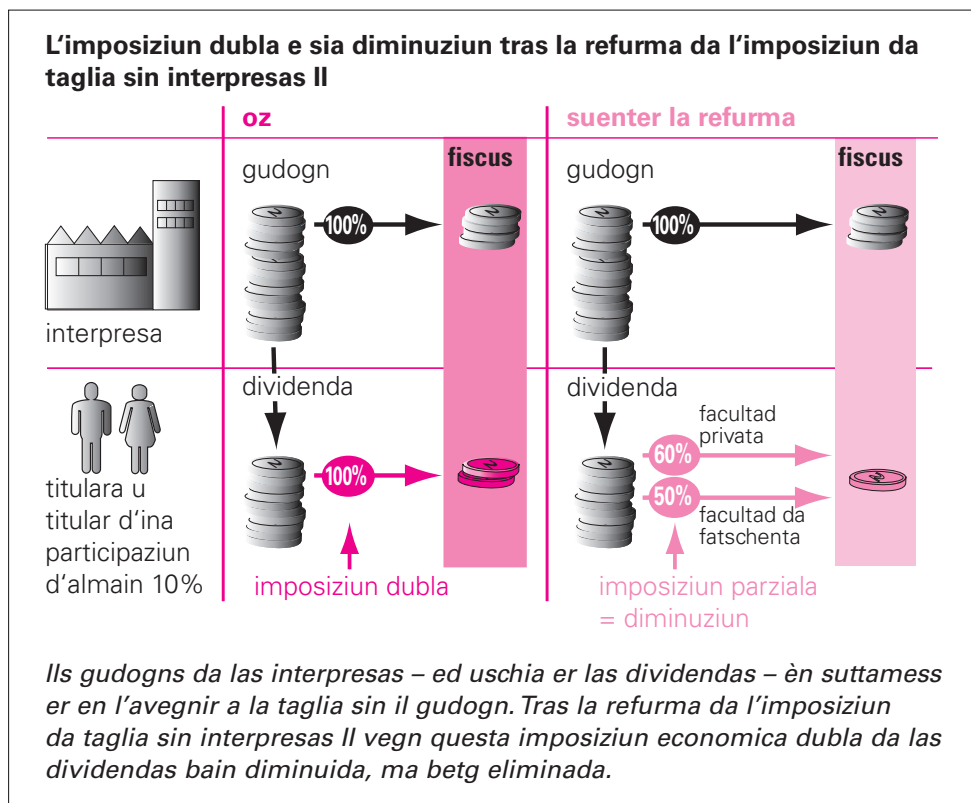 L‘imposiziun dubla e sia diminuziun tras la refurma da l‘imposiziun da
taglia sin interpresas II
oz
suenter la refurma
fiscus
fiscus
gudogn
gudogn
100%
100%
interpresa
dividenda
dividenda
facultad
privata
60%
100%
50%
facultad da
fatschenta
titulara u
titular d‘ina
participaziun
d‘almain 10%
imposiziun dubla
imposiziun parziala
= diminuziun
Ils gudogns da las interpresas – ed uschia er las dividendas – èn suttamess
er en l’avegnir a la taglia sin il gudogn. Tras la refurma da l’imposiziun
da taglia sin interpresas II vegn questa imposiziun economica dubla da las
dividendas bain diminuida, ma betg eliminada.